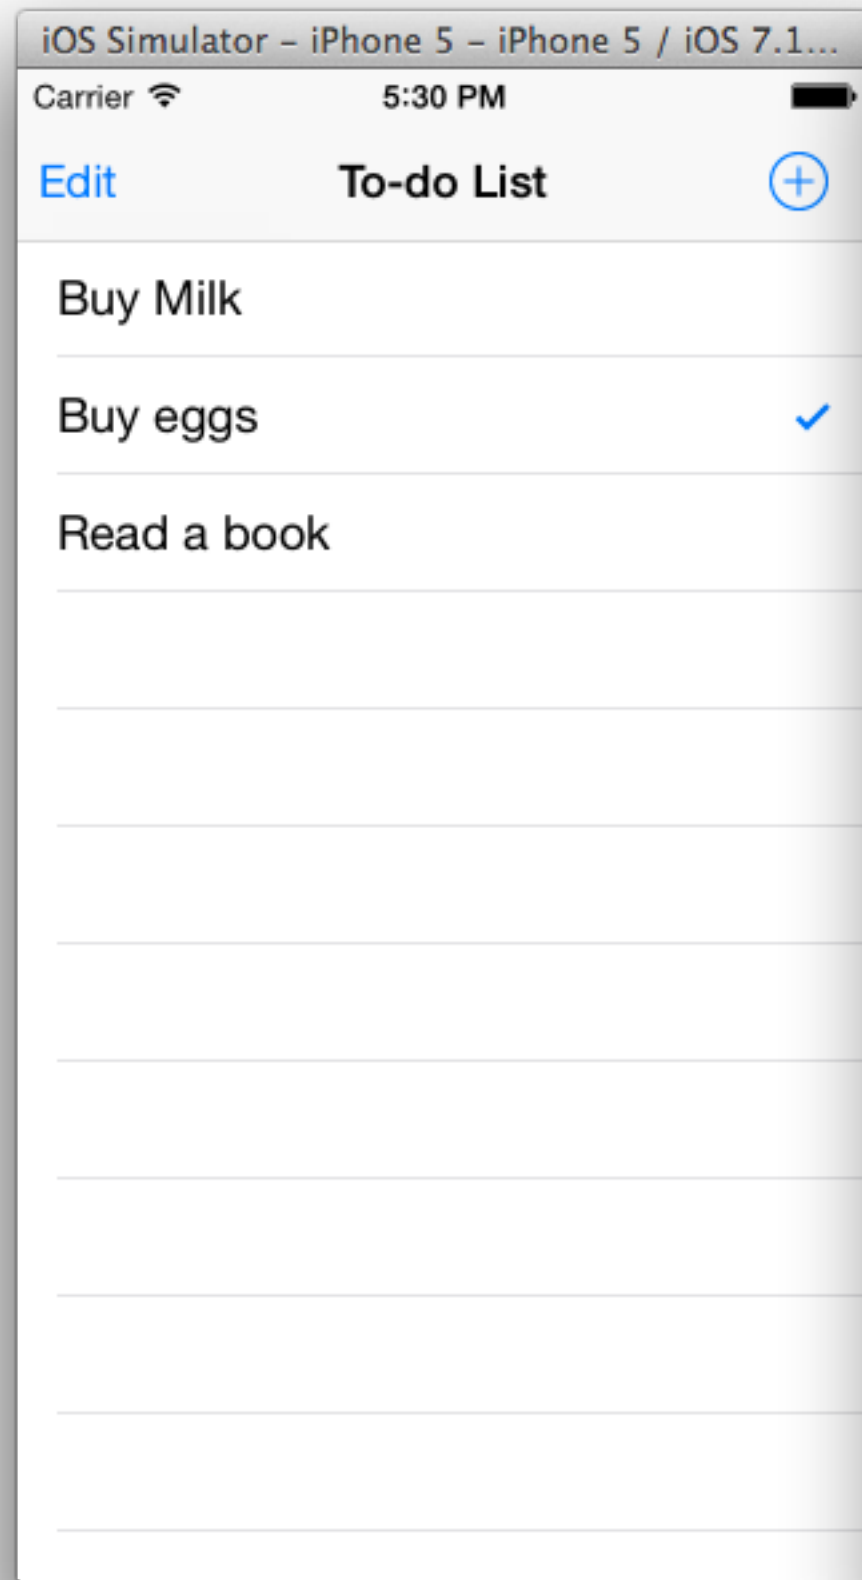 iOS Simulator – iPhone 5 – iPhone 5 / iOS 7.1...
Carrier 5:30 PM
Edit To-do List
Buy Milk
Buy eggs
Read a book